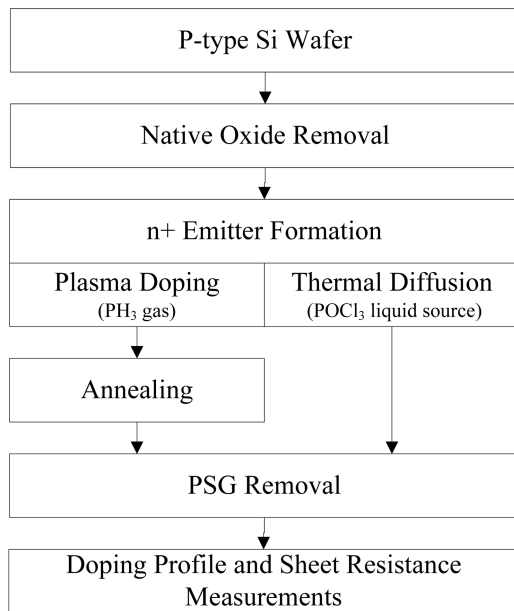 P-type Si Wafer
Native Oxide Removal
n+ Emitter Formation
Plasma Doping
(PH₃ gas)
Thermal Diffusion
(POCl₃ liquid source)
Annealing
PSG Removal
Doping Profile and Sheet Resistance
Measurements